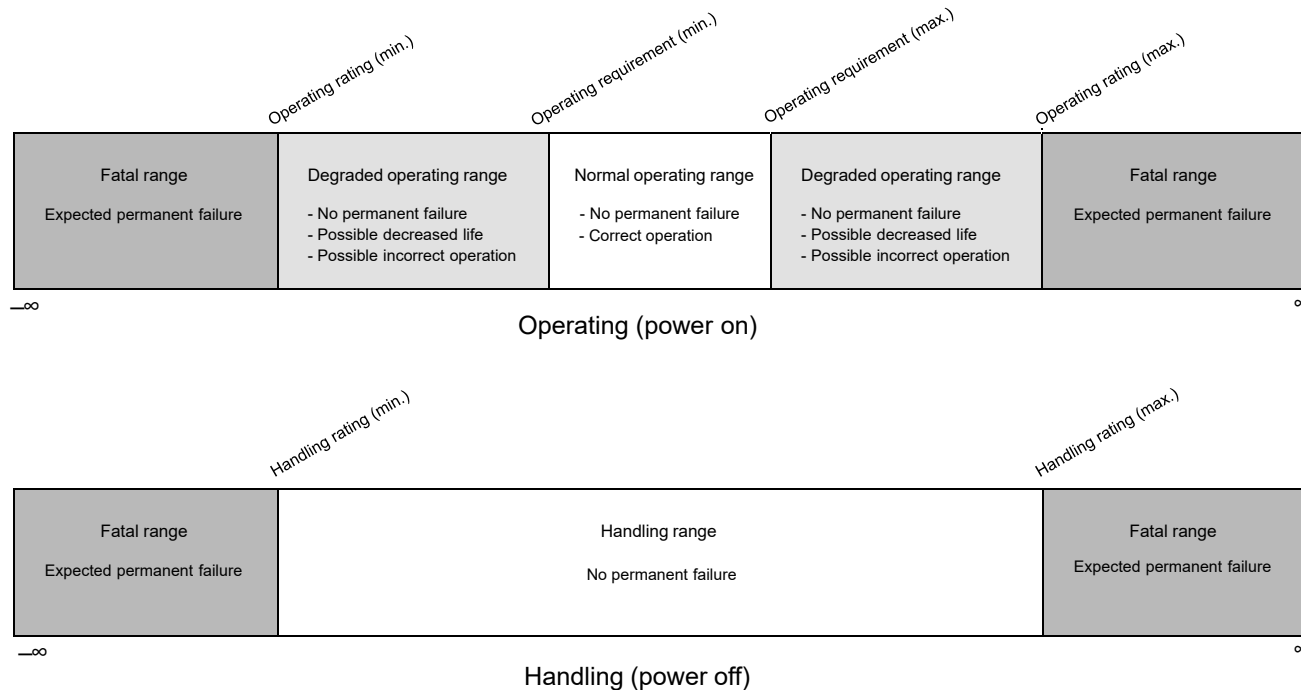 Operating rating (min.)
Operating requirement (min.)
Operating requirement (max.)
Operating rating (max.)
Fatal range
Expected permanent failure
Degraded operating range
- No permanent failure
- Possible decreased life
- Possible incorrect operation
Normal operating range
- No permanent failure
- Correct operation
Degraded operating range
- No permanent failure
- Possible decreased life
- Possible incorrect operation
Fatal range
Expected permanent failure
–∞
∞
Operating (power on)
Handling rating (min.)
Handling rating (max.)
Fatal range
Expected permanent failure
Handling range
No permanent failure
Fatal range
Expected permanent failure
–∞
∞
Handling (power off)